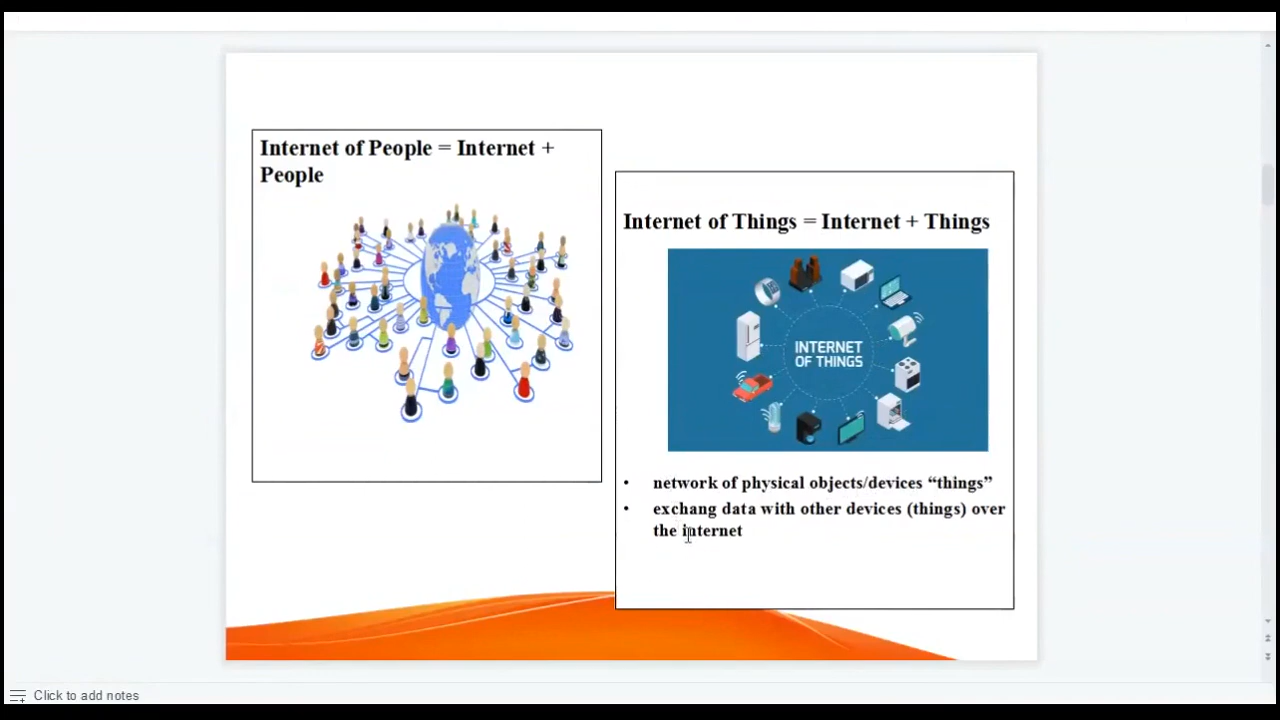 Internet of People = Internet +
People
Internet of Things = Internet + Things
INTERNET
OF THINGS
• network of physical objects/devices “things”
• exchang data with other devices (things) over
the internet
Click to add notes